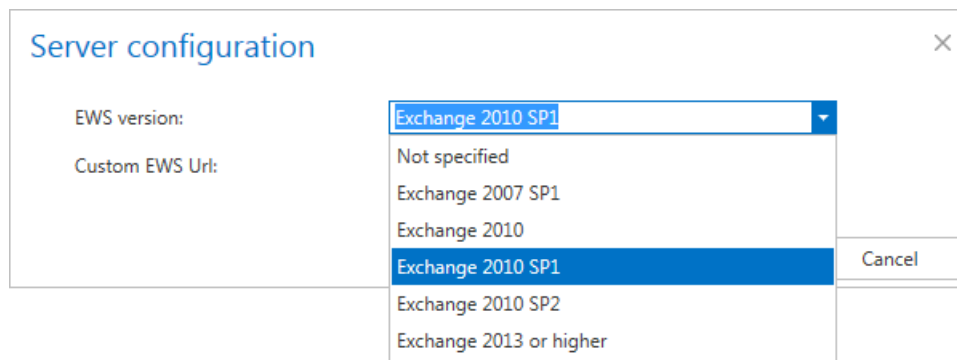 Server configuration
EWS version:
Exchange 2010 SP1
Not specified
Custom EWS Url:
Exchange 2007 SP1
Exchange 2010
Exchange 2010 SP1
Cancel
Exchange 2010 SP2
Exchange 2013 or higher